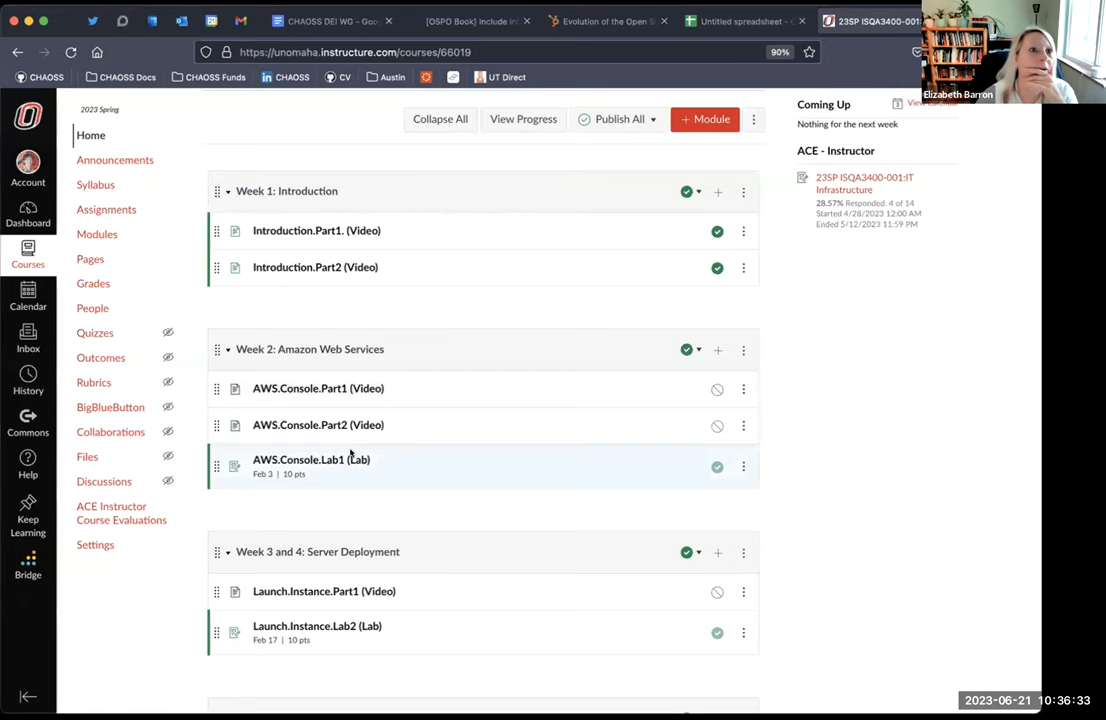 CHAOSS DEI WG - Goo
[OSPO Book] Include in
Evolution of the Open S
Untitled spreadsheet - G
23SP ISQA3400-001:
https://unomaha.instructure.com/courses/66019
90%
CHAOSS
CHAOSS Docs
CHAOSS Funds
CHAOSS
CV
Austin
UT Direct
Elizabeth Barron
Account
Dashboard
Courses
Calendar
Inbox
History
Commons
Help
Keep
Learning
Bridge
2023 Spring
Home
Announcements
Syllabus
Assignments
Modules
Pages
Grades
People
Quizzes
Outcomes
Rubrics
BigBlueButton
Collaborations
Files
Discussions
ACE Instructor
Course Evaluations
Settings
Collapse All
View Progress
Publish All
+ Module
Week 1: Introduction
Introduction.Part1. (Video)
Introduction.Part2 (Video)
Week 2: Amazon Web Services
AWS.Console.Part1 (Video)
AWS.Console.Part2 (Video)
AWS.Console.Lab1 (Lab)
Feb 3 | 10 pts
Week 3 and 4: Server Deployment
Launch.Instance.Part1 (Video)
Launch.Instance.Lab2 (Lab)
Feb 17 | 10 pts
Coming Up
View Calendar
Nothing for the next week
ACE - Instructor
23SP ISQA3400-001:IT
Infrastructure
28.57% Responded. 4 of 14
Started 4/28/2023 12:00 AM
Ended 5/12/2023 11:59 PM
2023-06-21 10:36:33